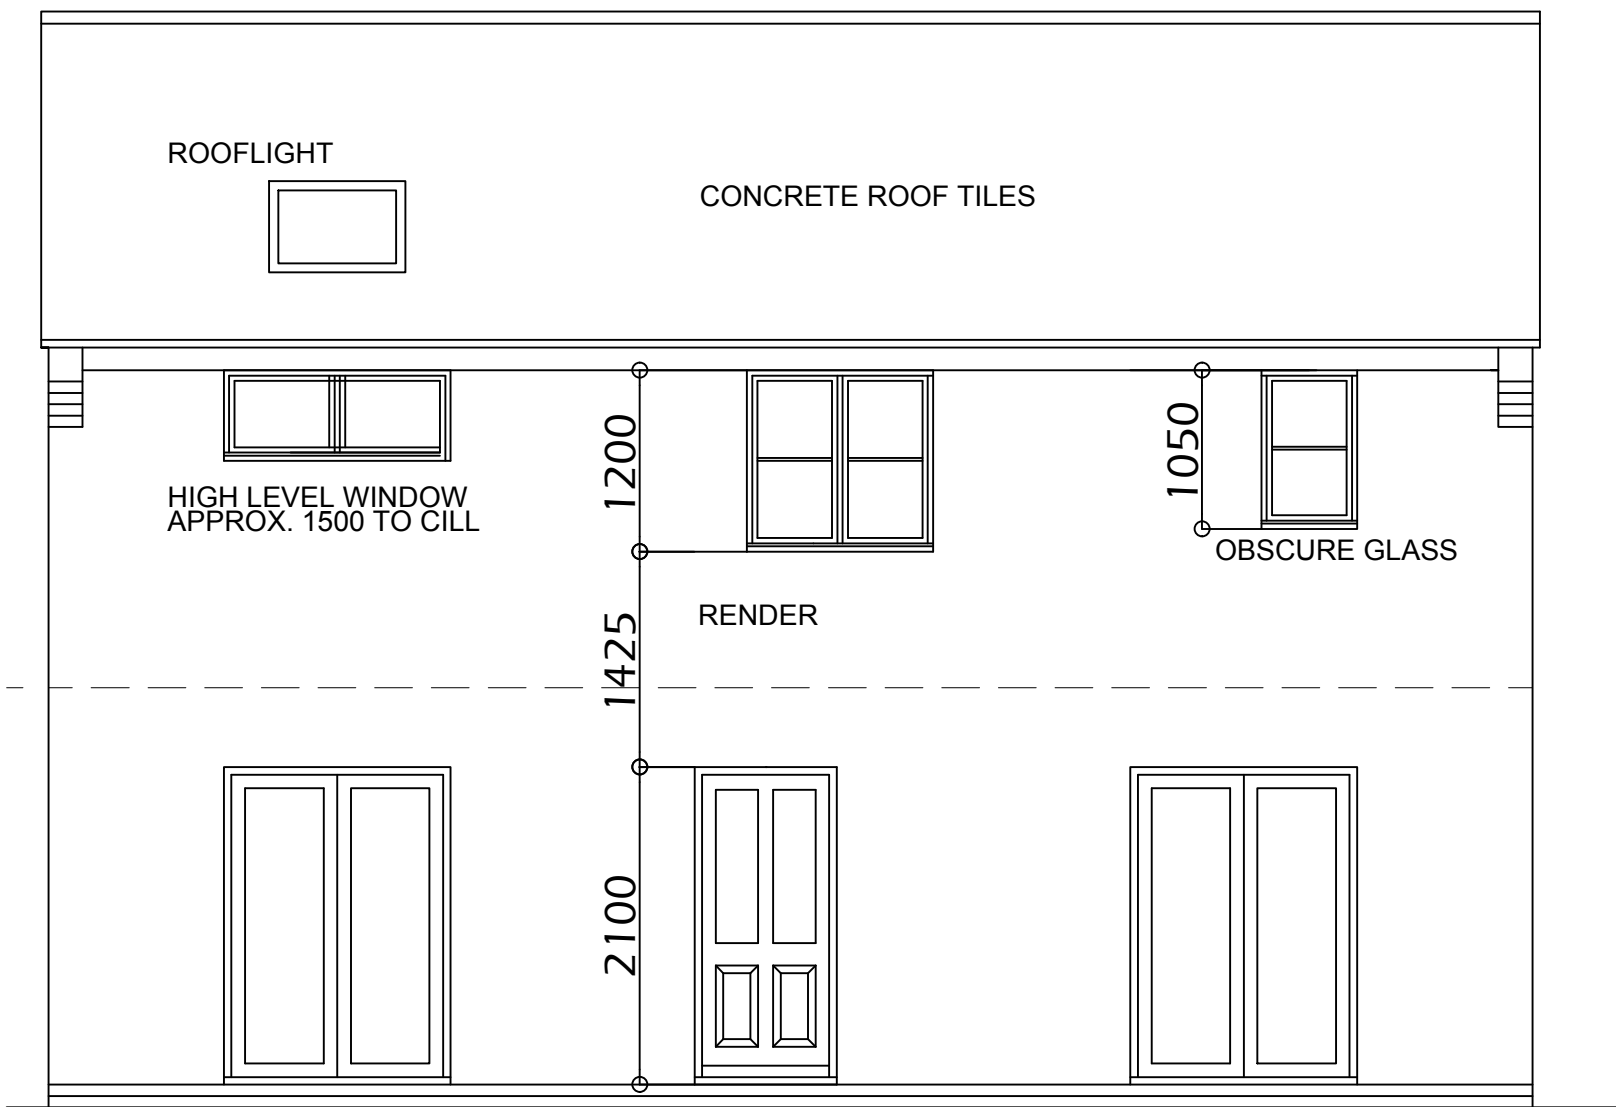 ROOFLIGHT
CONCRETE ROOF TILES
1200
1050
HIGH LEVEL WINDOW
APPROX. 1500 TO CILL
OBSCURE GLASS
RENDER
1425
2100